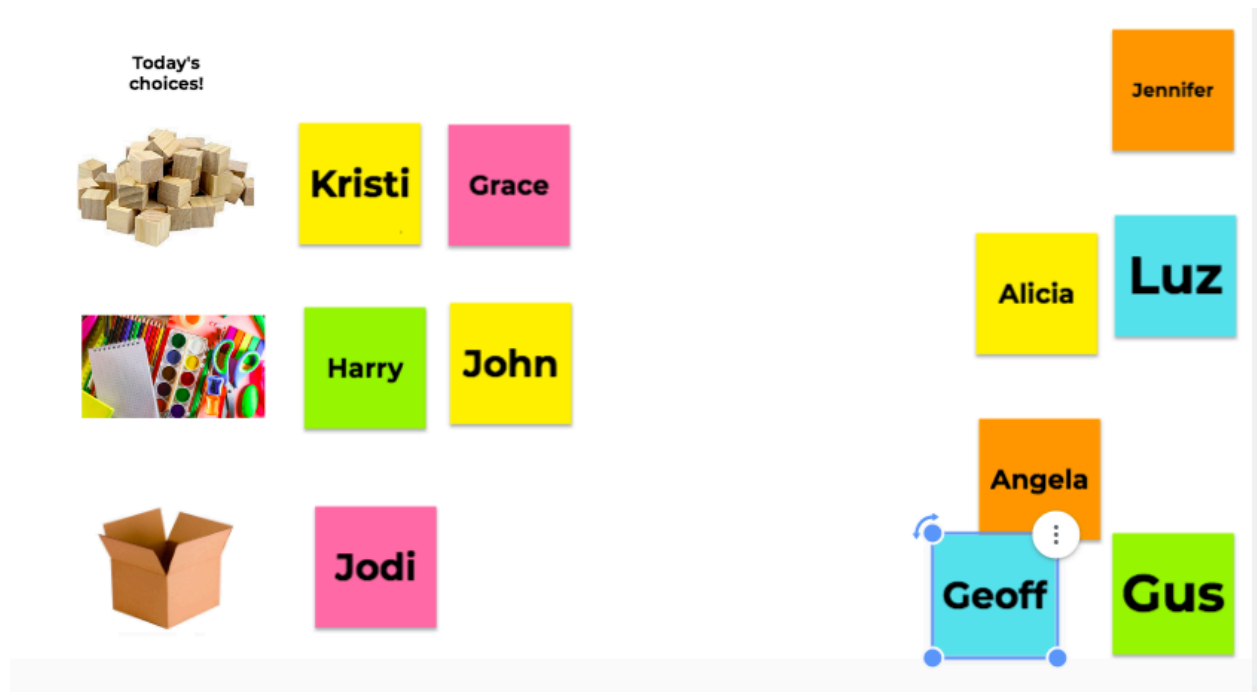 Today's
choices!
Kristi
Grace
Harry
John
Jodi
Jennifer
Alicia
Luz
Angela
Geoff
Gus